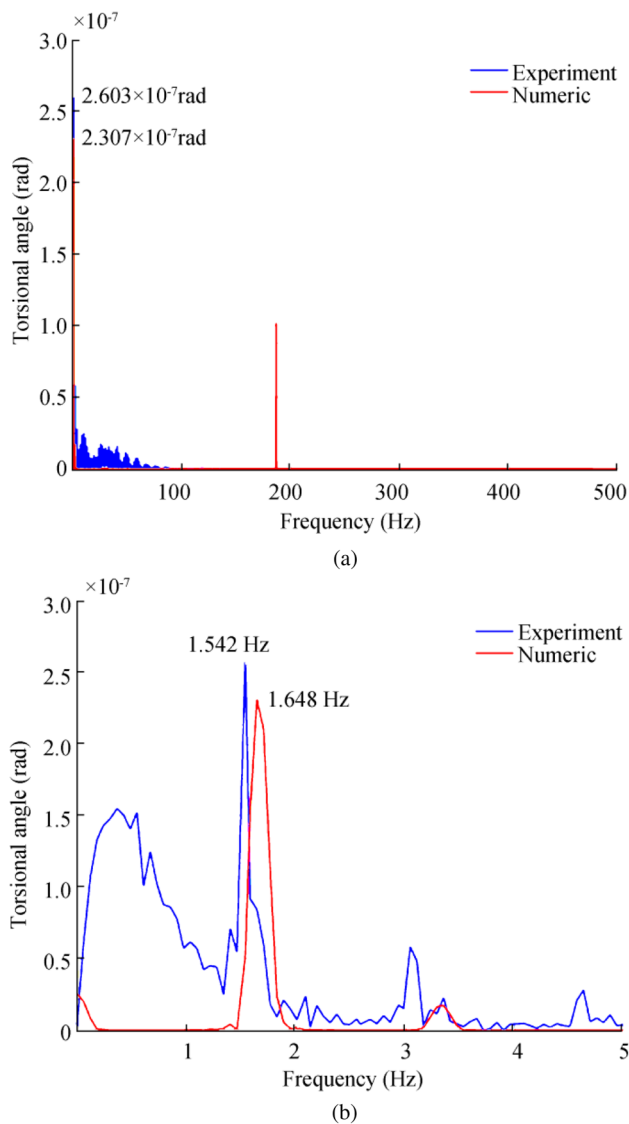 ×10⁻⁷
3.0
2.5
2.0
1.5
1.0
0.5
0
Torsional angle (rad)
2.603×10⁻⁷rad
2.307×10⁻⁷rad
Experiment
Numeric
100 200 300 400 500
Frequency (Hz)
(a)
×10⁻⁷
3.0
2.5
2.0
1.5
1.0
0.5
0
Torsional angle (rad)
1.542 Hz
1.648 Hz
Experiment
Numeric
1 2 3 4 5
Frequency (Hz)
(b)